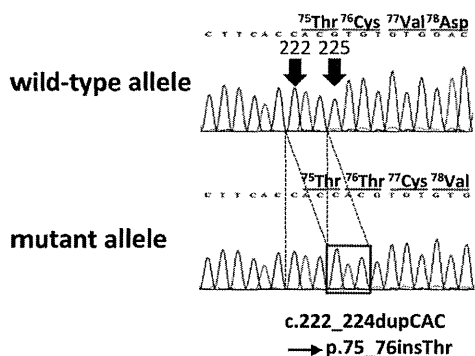 ⁷⁵Thr ⁷⁶Cys ⁷⁷Val ⁷⁸Asp
C T T C A C C A C G T G T G T G G A C
222 225
wild-type allele
⁷⁵Thr ⁷⁶Thr ⁷⁷Cys ⁷⁸Val
C T T C A C C A C C A C G T G T G T G
mutant allele
c.222_224dupCAC
→ p.75_76insThr